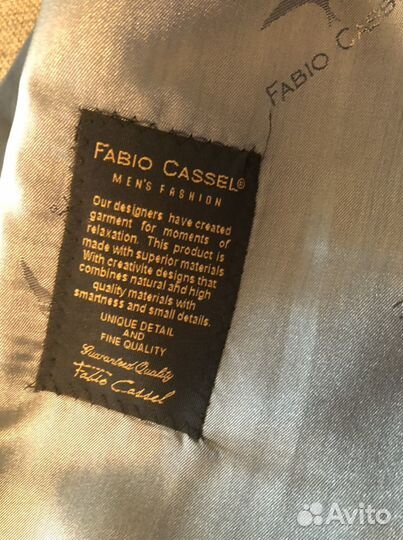 FABIO CASSEL
FABIO CASSEL®
MEN'S FASHION
Our designers have created
garment for moments of
relaxation. This product is
made with superior materials
With creativite designs that
combines natural and high
quality materials with
smartness and small details.
UNIQUE DETAIL
AND
FINE QUALITY
Guaranteed Quality
Fabio Cassel
Avito